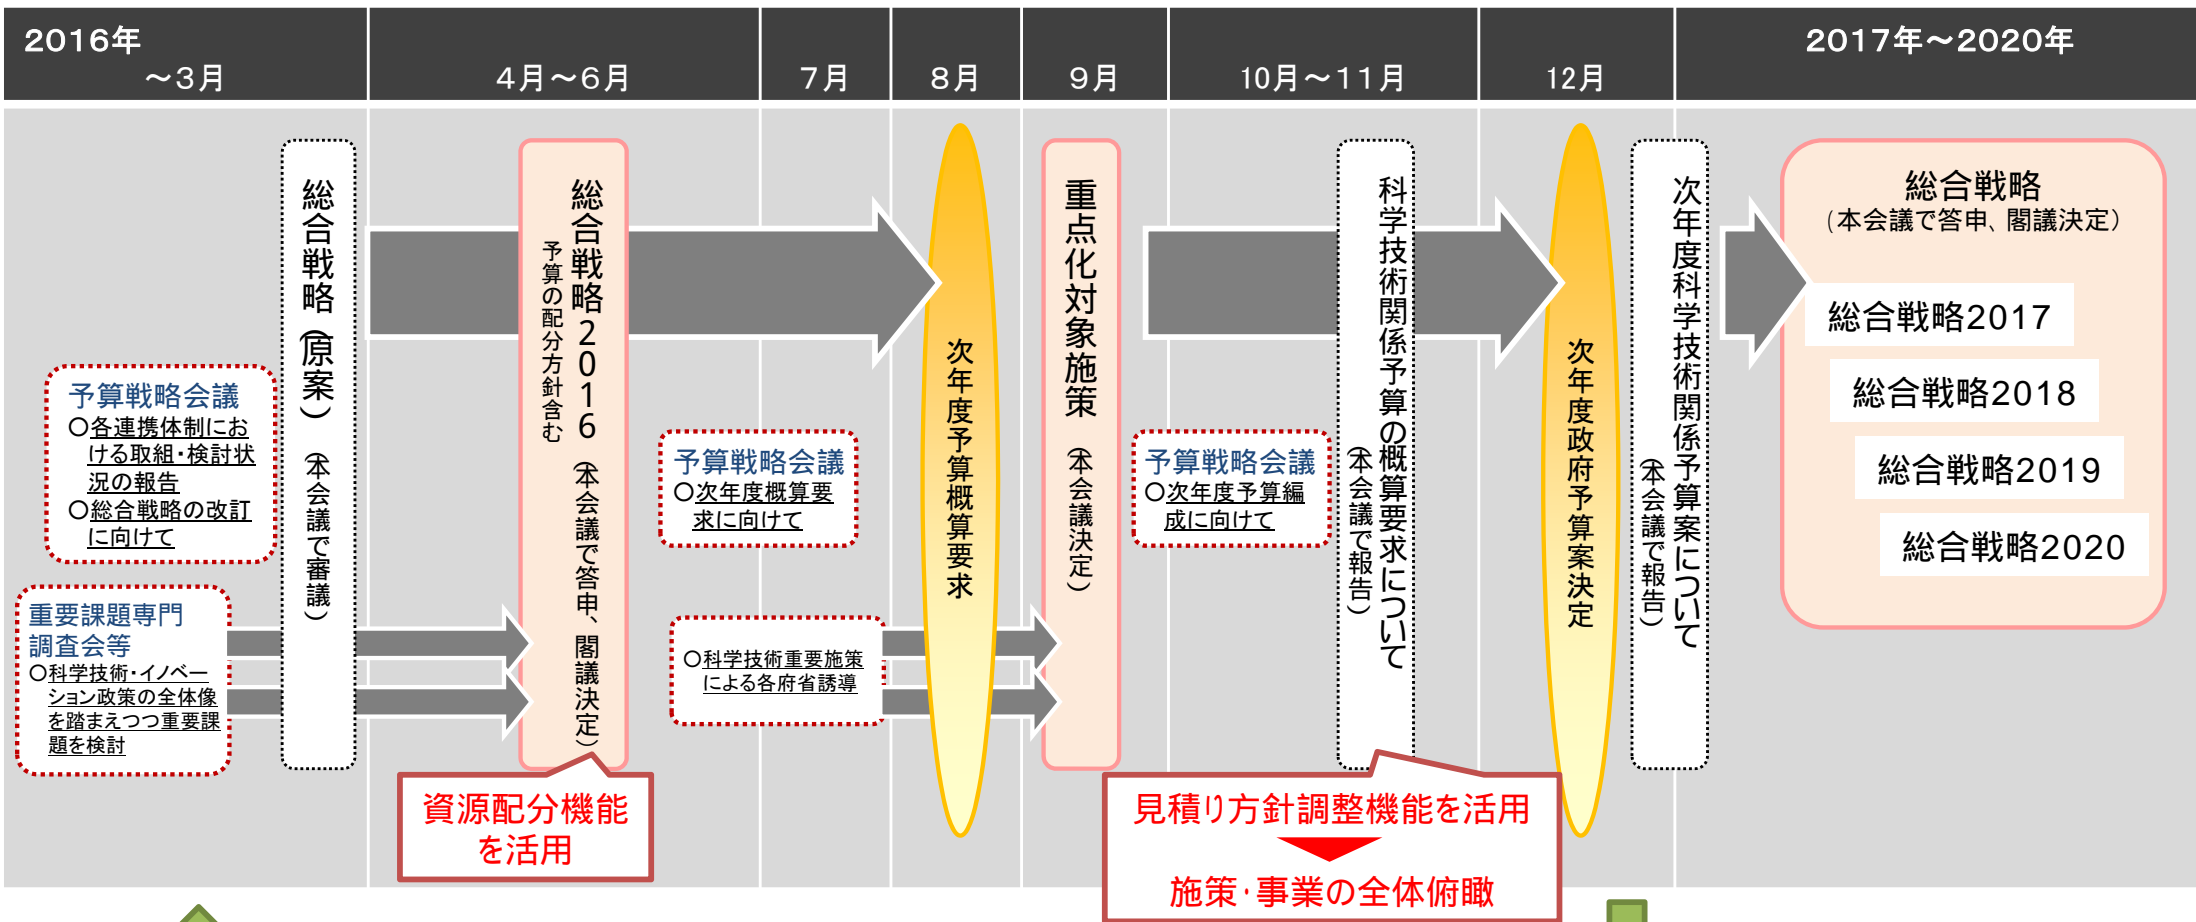 2016年
～3月
4月～6月
7月
8月
9月
10月～11月
12月
2017年～2020年
総合戦略（原案）（本会議で審議）
予算戦略会議
○各連携体制にお
ける取組・検討状
況の報告
○総合戦略の改訂
に向けて
重要課題専門
調査会等
○科学技術・イノベー
ション政策の全体像
を踏まえつつ重要課
題を検討
総合戦略2016（本会議で答申、閣議決定）
予算の配分方針含む
資源配分機能
を活用
予算戦略会議
○次年度概算要
求に向けて
○科学技術重要施策
による各府省誘導
次年度予算概算要求
重点化対象施策（本会議決定）
予算戦略会議
○次年度予算編
成に向けて
科学技術関係予算の概算要求について
（本会議で報告）
見積り方針調整機能を活用
施策・事業の全体俯瞰
次年度政府予算案決定
次年度科学技術関係予算案について
（本会議で報告）
総合戦略
（本会議で答申、閣議決定）
総合戦略2017
総合戦略2018
総合戦略2019
総合戦略2020